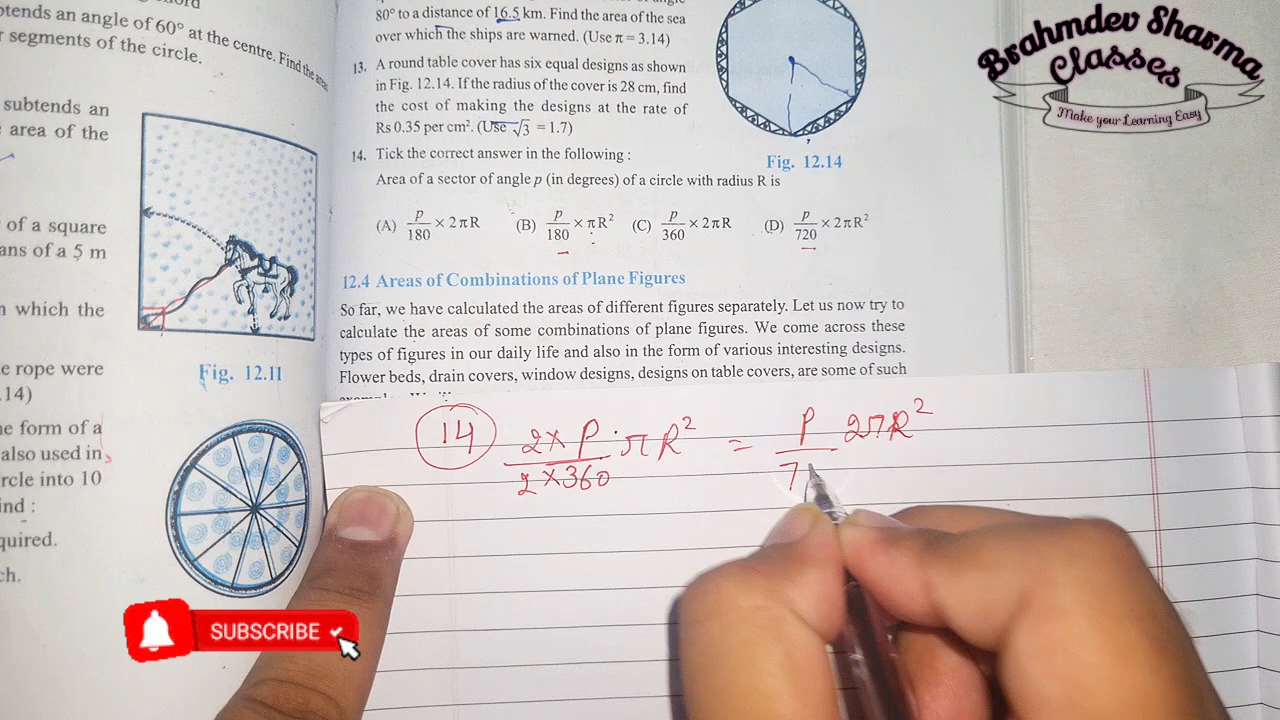 tends an angle of 60° at the centre. Find the
segments of the circle.
subtends an
area of the
of a square
ans of a 5 m
which the
e rope were
.14)
he form of a
also used in
rcle into 10
ind :
quired.
ch.
Fig. 12.11
80° to a distance of 16.5 km. Find the area of the sea
over which the ships are warned. (Use π = 3.14)
13. A round table cover has six equal designs as shown
in Fig. 12.14. If the radius of the cover is 28 cm, find
the cost of making the designs at the rate of
Rs 0.35 per cm². (Use √3 = 1.7)
Fig. 12.14
14. Tick the correct answer in the following :
Area of a sector of angle p (in degrees) of a circle with radius R is
(A) p/180 × 2πR (B) p/180 × πR² (C) p/360 × 2πR (D) p/720 × 2πR²
12.4 Areas of Combinations of Plane Figures
So far, we have calculated the areas of different figures separately. Let us now try to
calculate the areas of some combinations of plane figures. We come across these
types of figures in our daily life and also in the form of various interesting designs.
Flower beds, drain covers, window designs, designs on table covers, are some of such
14 2×P/2×360 · πR² = P/7 2πR²
Brahmdev Sharma
Classes
Make your Learning Easy
SUBSCRIBE